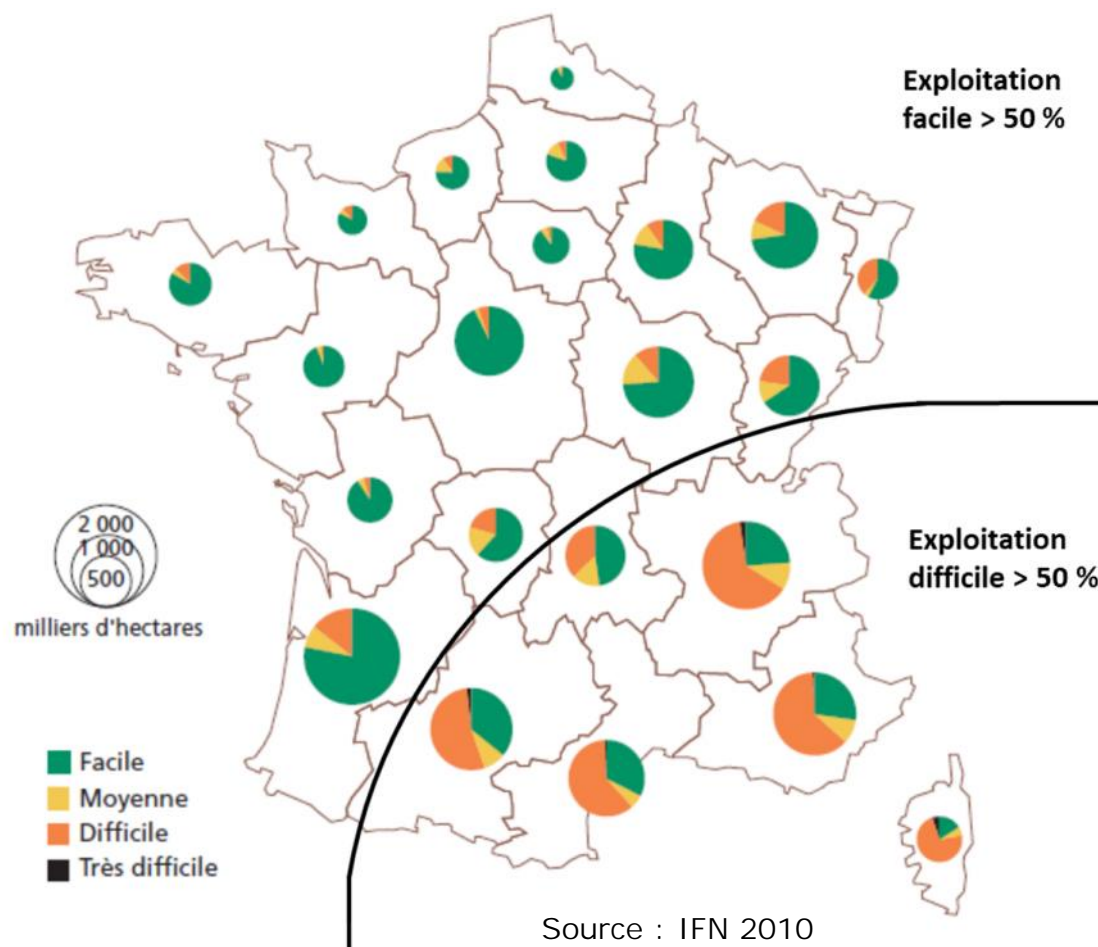 Exploitation
facile > 50 %
2 000
1 000
500
milliers d'hectares
Exploitation
difficile > 50 %
Facile
Moyenne
Difficile
Très difficile
Source : IFN 2010